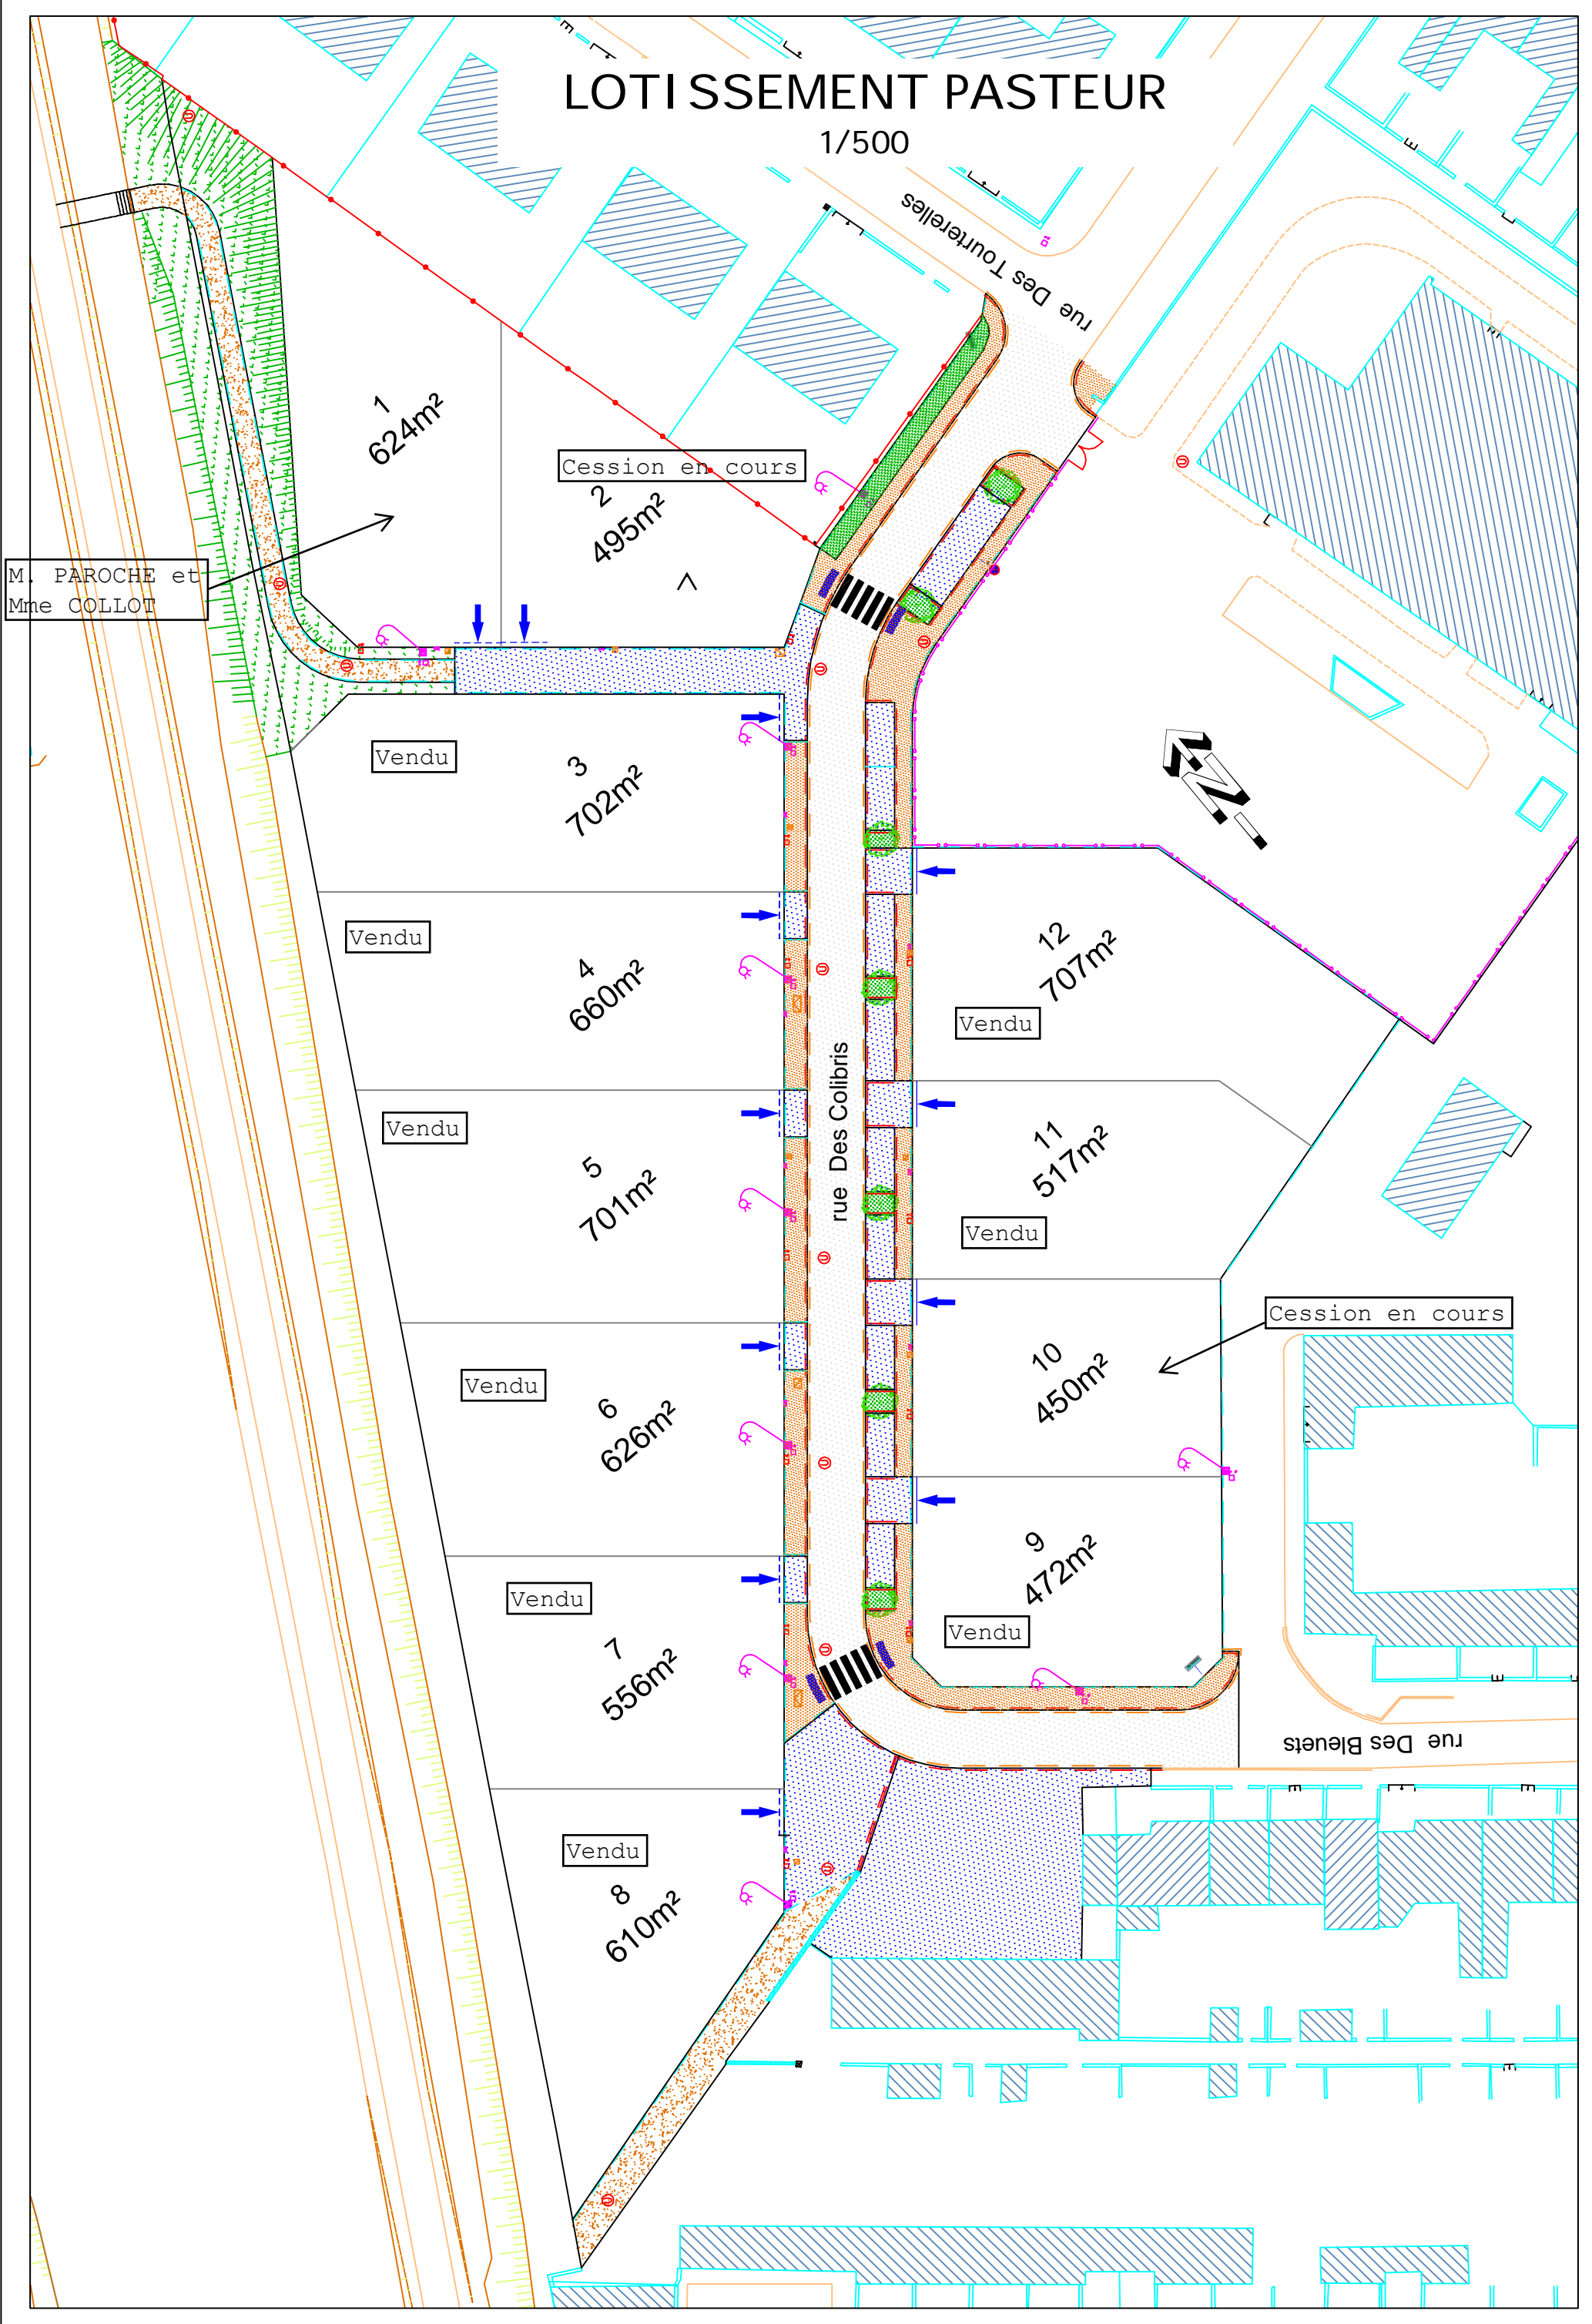 LOTISSEMENT PASTEUR
1/500
rue Des Tourterelles
1
624m²
Cession en cours
2
495m²
M. PAROCHE et
Mme COLLOT
Vendu
3
702m²
N
Vendu
4
660m²
12
707m²
Vendu
rue Des Colibris
Vendu
5
701m²
11
517m²
Vendu
Cession en cours
10
450m²
Vendu
6
626m²
9
472m²
Vendu
Vendu
7
556m²
rue Des Bleuets
Vendu
8
610m²